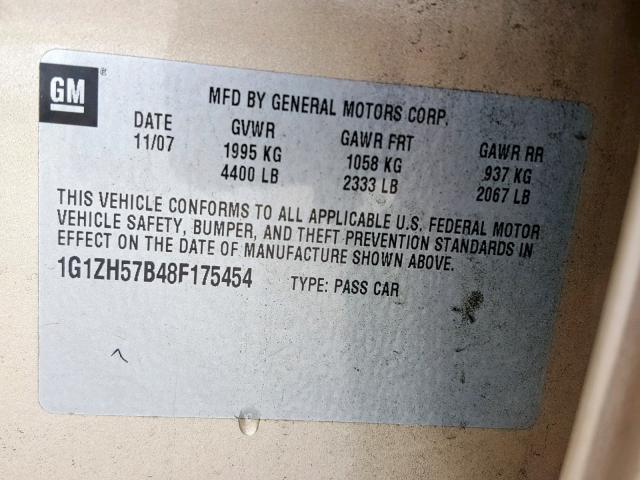 GM ®
MFD BY GENERAL MOTORS CORP.
DATE GVWR GAWR FRT GAWR RR
11/07 1995 KG 1058 KG 937 KG
4400 LB 2333 LB 2067 LB
THIS VEHICLE CONFORMS TO ALL APPLICABLE U.S. FEDERAL MOTOR
VEHICLE SAFETY, BUMPER, AND THEFT PREVENTION STANDARDS IN
EFFECT ON THE DATE OF MANUFACTURE SHOWN ABOVE.
1G1ZH57B48F175454 TYPE: PASS CAR